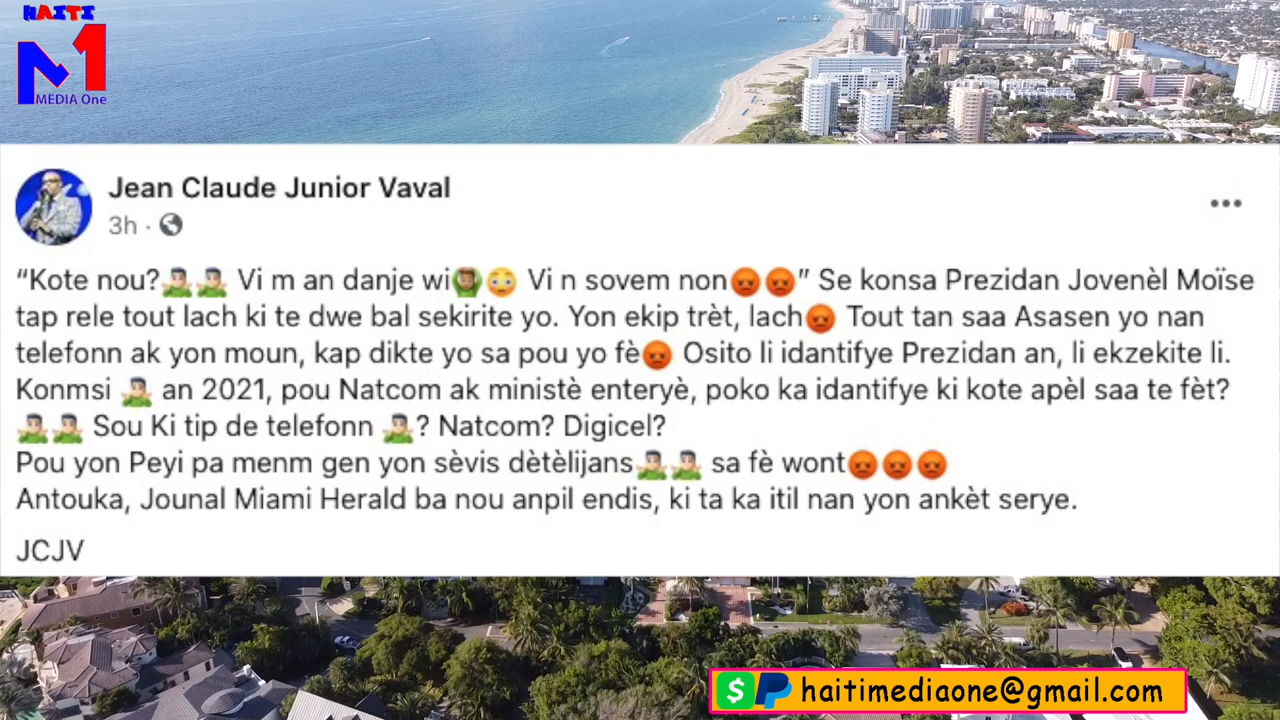 HAITI
M1
MEDIA One
Jean Claude Junior Vaval
3h ·
“Kote nou?🤷🏻‍♂️🤷🏻‍♂️ Vi m an danje wi🙆🏽‍♂️😳 Vi n sovem non😡😡” Se konsa Prezidan Jovenèl Moïse
tap rele tout lach ki te dwe bal sekirite yo. Yon ekip trèt, lach😡 Tout tan saa Asasen yo nan
telefonn ak yon moun, kap dikte yo sa pou yo fè😡 Osito li idantifye Prezidan an, li ekzekite li.
Konmsi 🤷🏻‍♂️ an 2021, pou Natcom ak ministè enteryè, poko ka idantifye ki kote apèl saa te fèt?
🤷🏻‍♂️🤷🏻‍♂️ Sou Ki tip de telefonn 🤷🏻‍♂️? Natcom? Digicel?
Pou yon Peyi pa menm gen yon sèvis dètèlijans🤷🏻‍♂️🤷🏻‍♂️ sa fè wont😡😡😡
Antouka, Jounal Miami Herald ba nou anpil endis, ki ta ka itil nan yon ankèt serye.
JCJV
haitimediaone@gmail.com